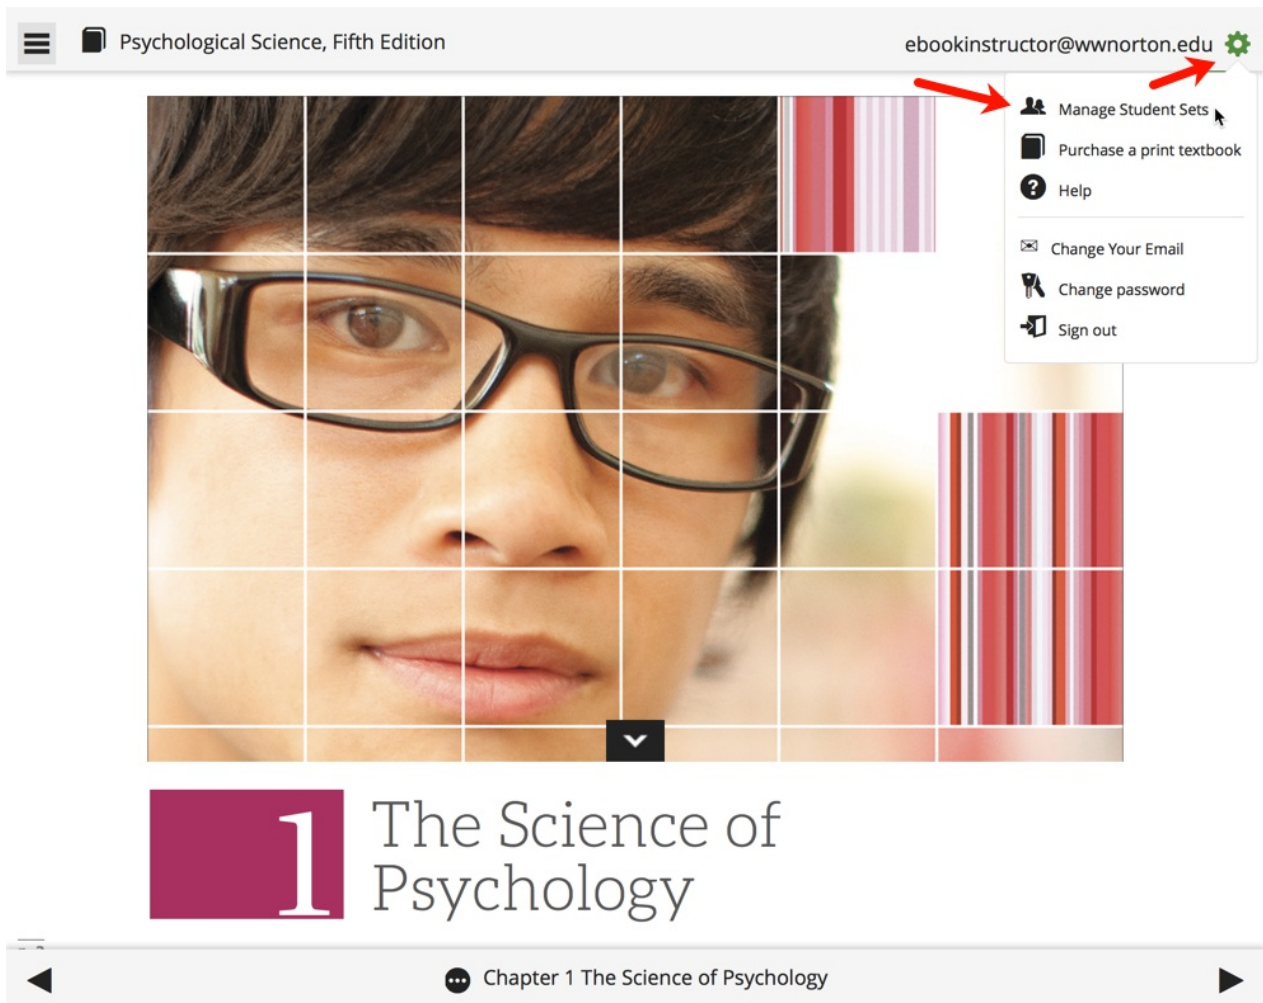 Psychological Science, Fifth Edition
ebookinstructor@wwnorton.edu
Manage Student Sets
Purchase a print textbook
Help
Change Your Email
Change password
Sign out
1
The Science of
Psychology
Chapter 1 The Science of Psychology